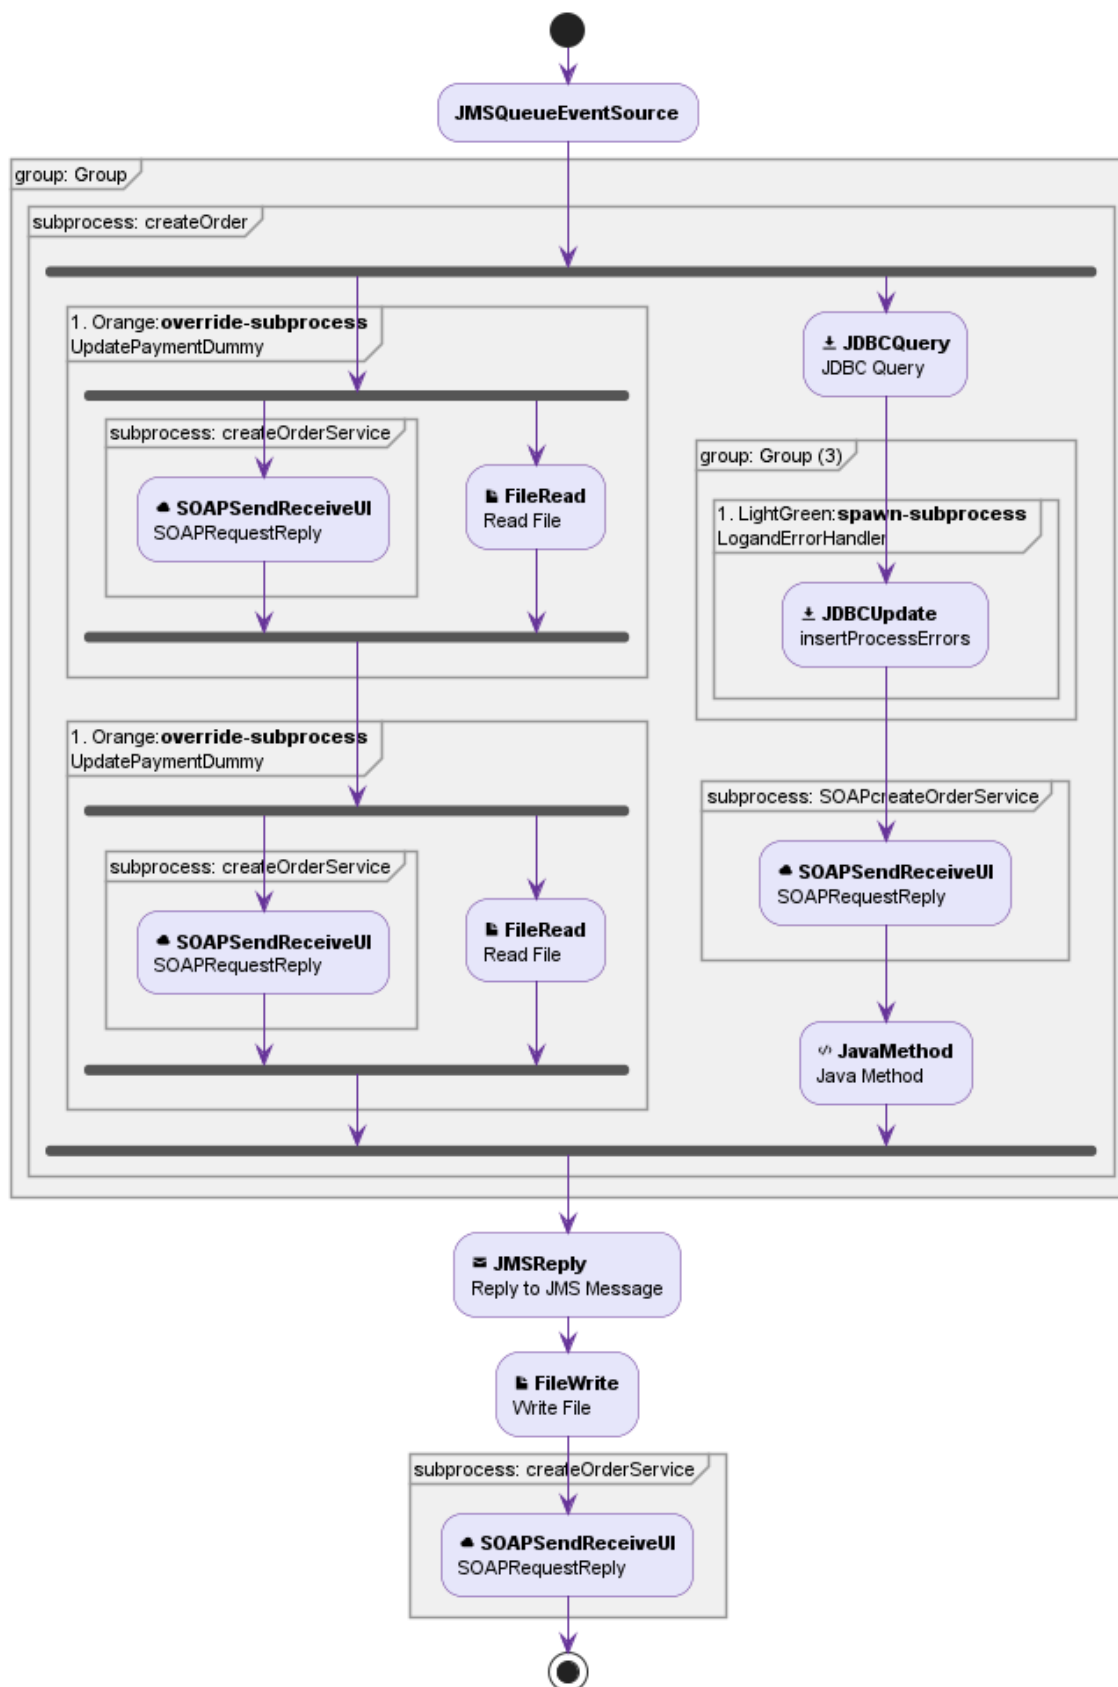 JMSQueueEventSource
group: Group
subprocess: createOrder
1. Orange:override-subprocess
UpdatePaymentDummy
subprocess: createOrderService
SOAPSendReceiveUI
SOAPRequestReply
FileRead
Read File
1. Orange:override-subprocess
UpdatePaymentDummy
subprocess: createOrderService
SOAPSendReceiveUI
SOAPRequestReply
FileRead
Read File
JDBCQuery
JDBC Query
group: Group (3)
1. LightGreen:spawn-subprocess
LogandErrorHandler
JDBCUpdate
insertProcessErrors
subprocess: SOAPcreateOrderService
SOAPSendReceiveUI
SOAPRequestReply
JavaMethod
Java Method
JMSReply
Reply to JMS Message
FileWrite
Write File
subprocess: createOrderService
SOAPSendReceiveUI
SOAPRequestReply